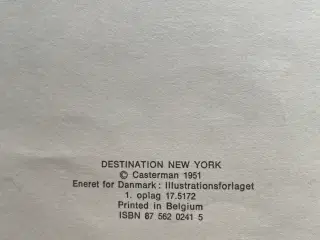 DESTINATION NEW YORK
© Casterman 1951
Eneret for Danmark: Illustrationsforlaget
1. oplag 17.5172
Printed in Belgium
ISBN 87 562 0241 5